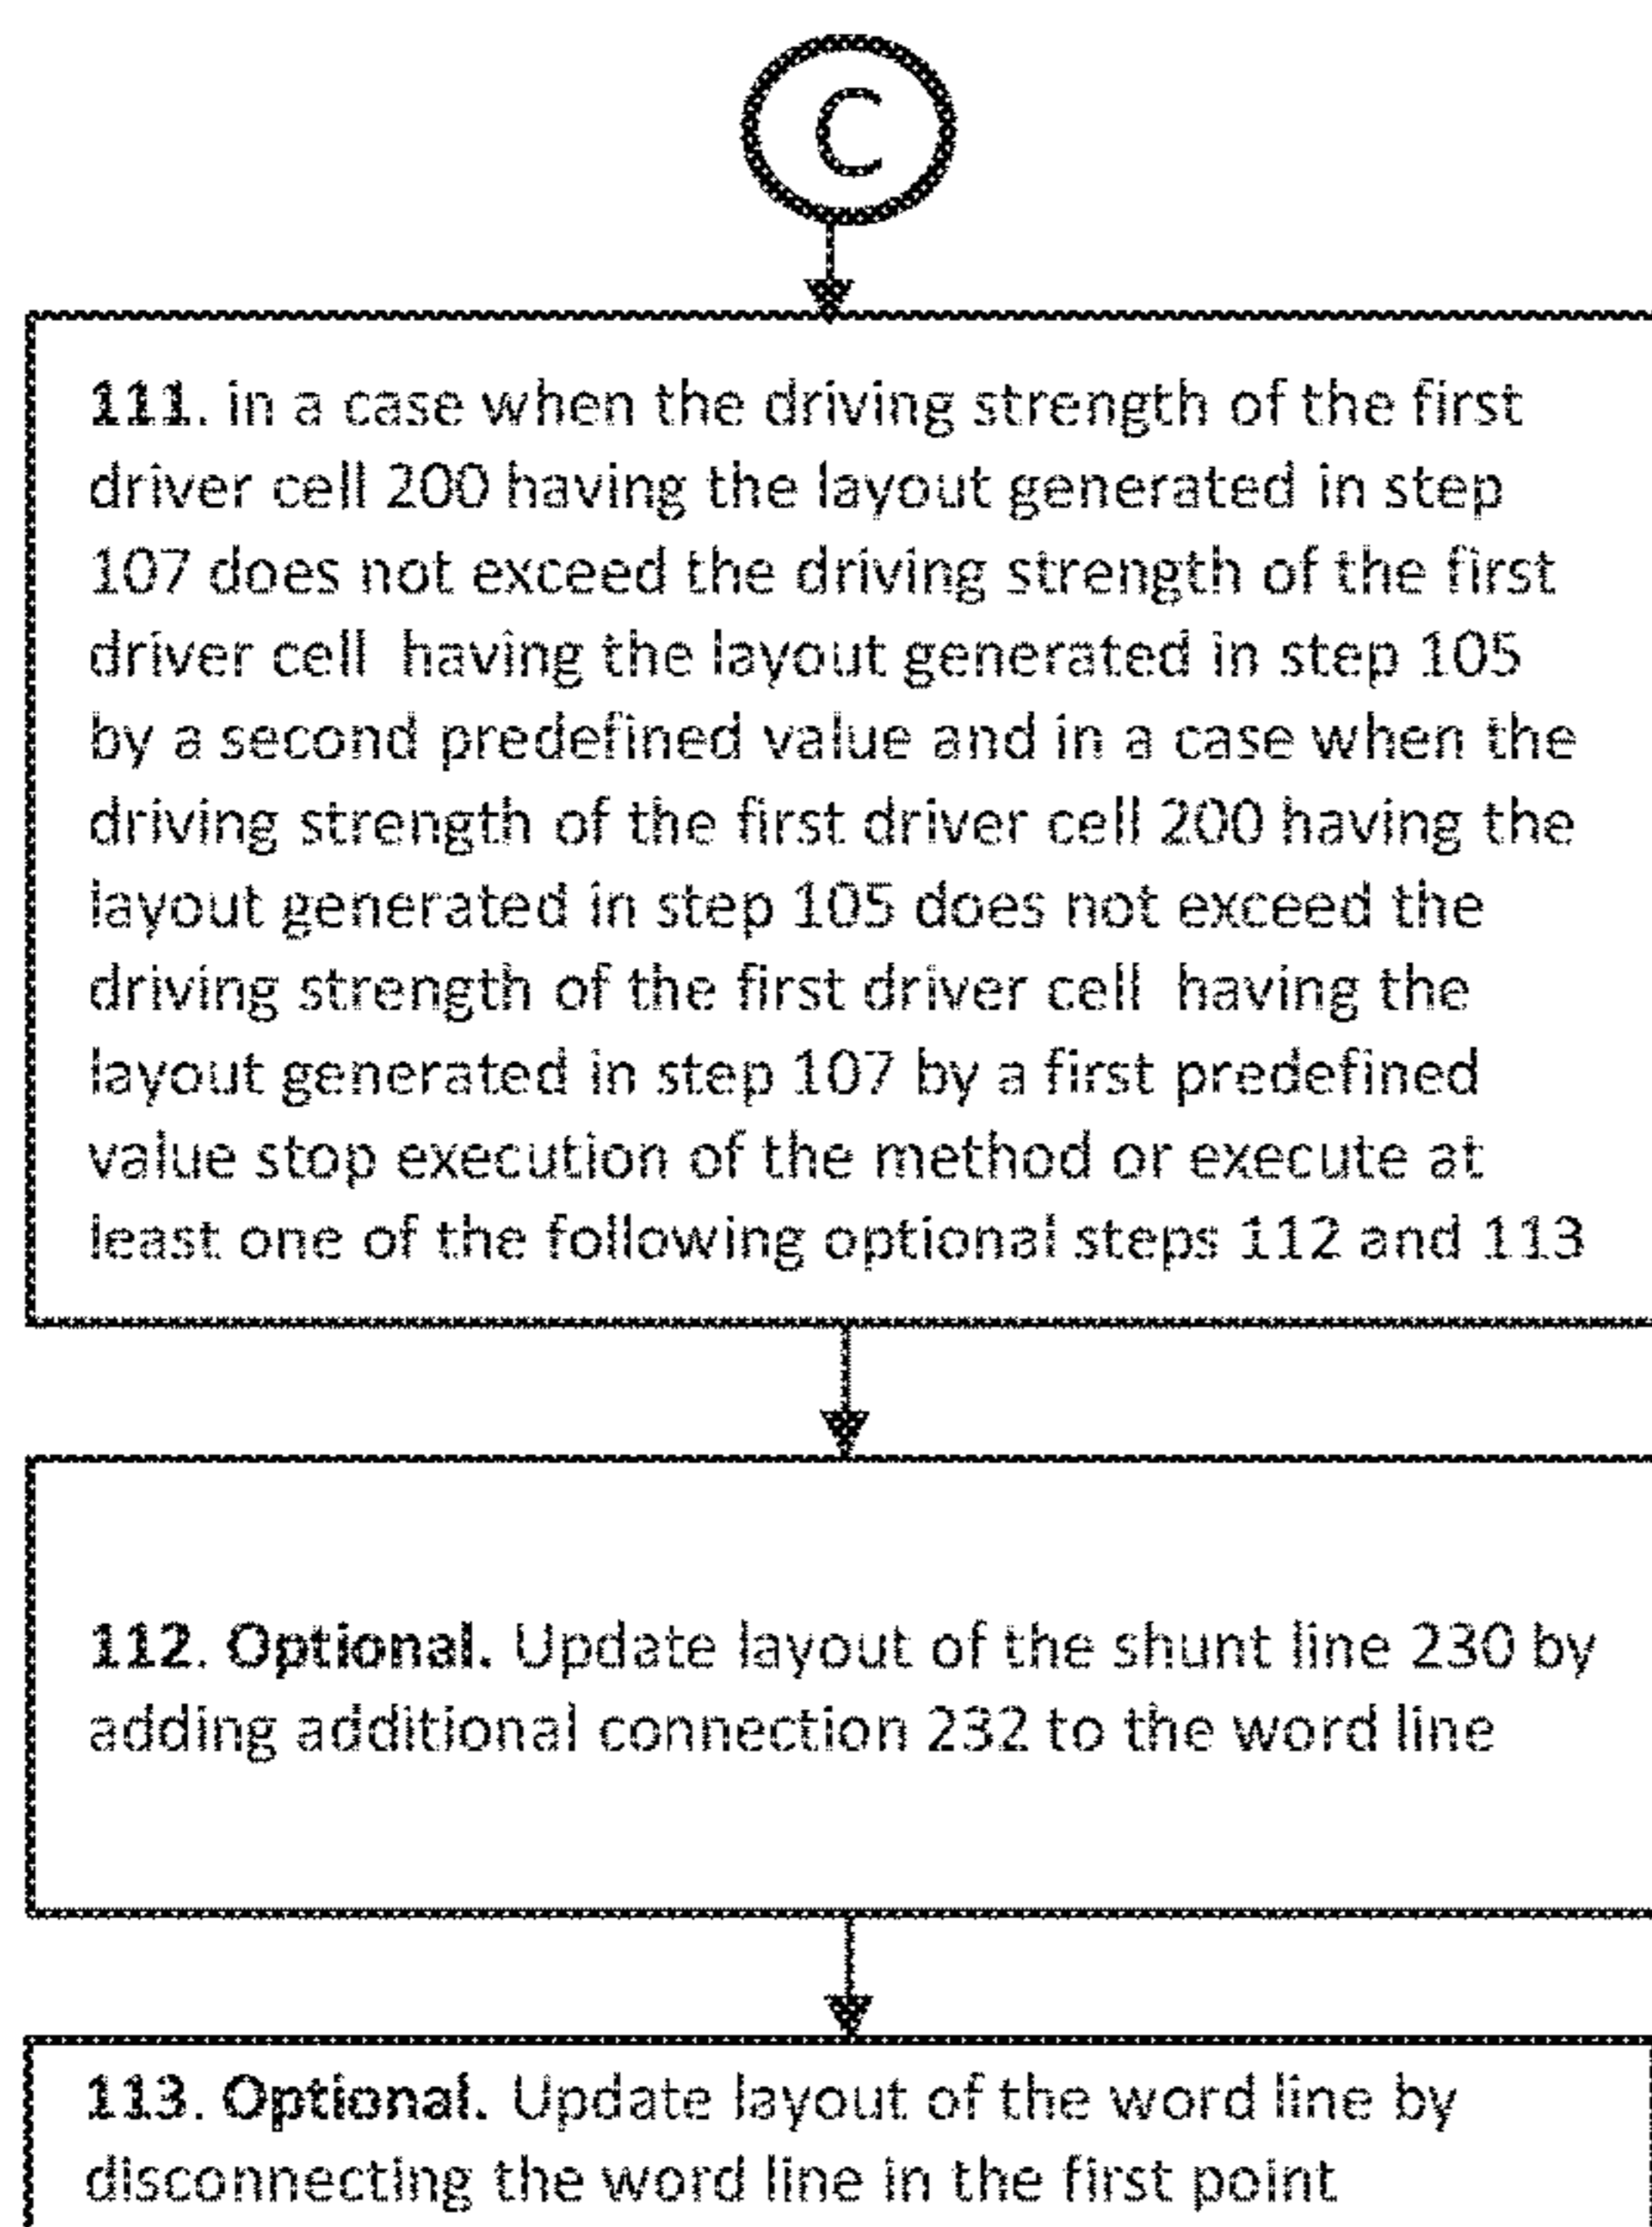 C
111. in a case when the driving strength of the first
driver cell 200 having the layout generated in step
107 does not exceed the driving strength of the first
driver cell having the layout generated in step 105
by a second predefined value and in a case when the
driving strength of the first driver cell 200 having the
layout generated in step 105 does not exceed the
driving strength of the first driver cell having the
layout generated in step 107 by a first predefined
value stop execution of the method or execute at
least one of the following optional steps 112 and 113
112. Optional. Update layout of the shunt line 230 by
adding additional connection 232 to the word line
113. Optional. Update layout of the word line by
disconnecting the word line in the first point